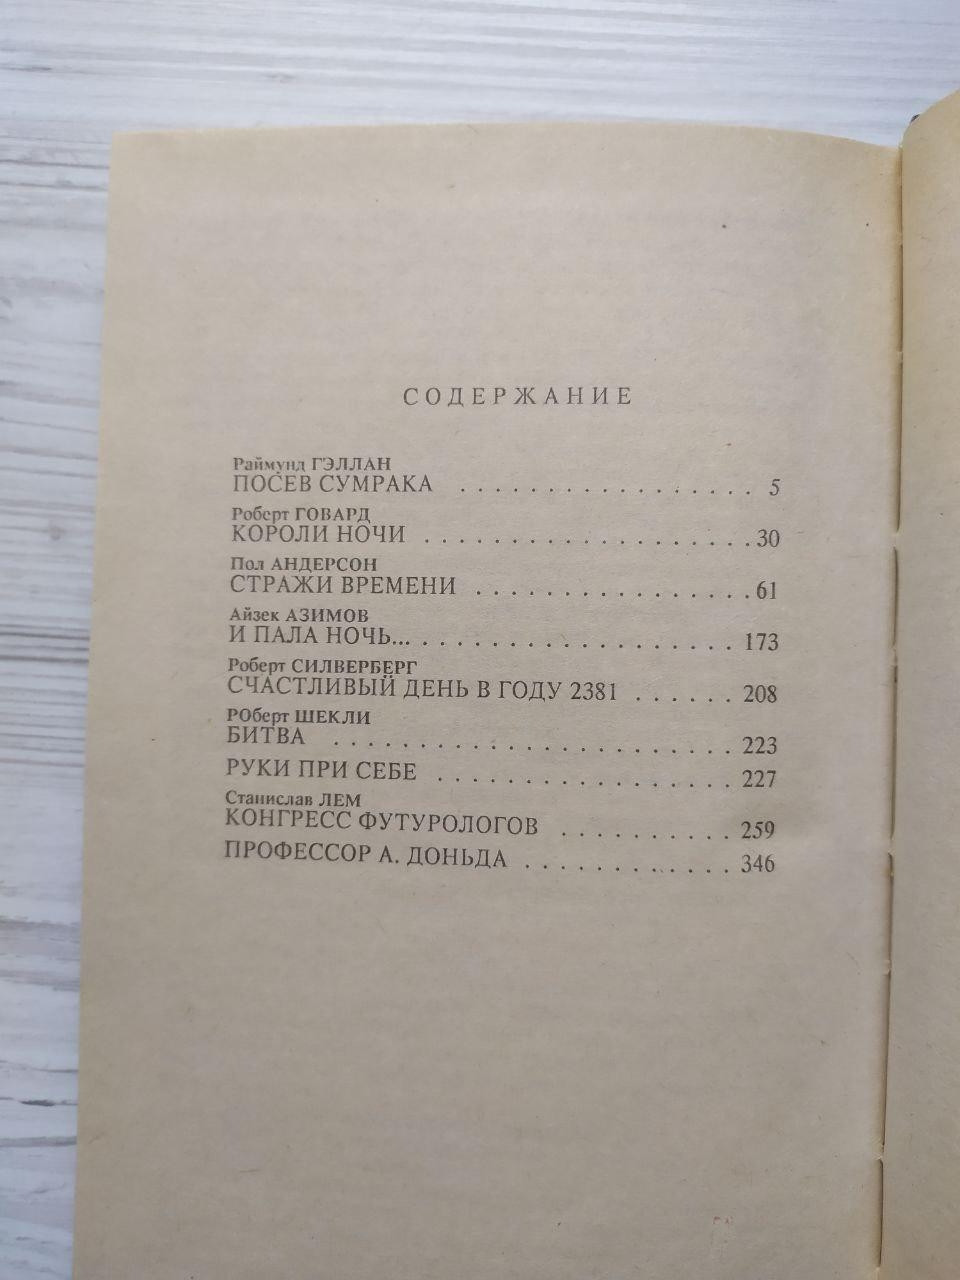 СОДЕРЖАНИЕ
Раймунд ГЭЛЛАН
ПОСЕВ СУМРАКА . . . . . . . . . . . . . . . . . . 5
Роберт ГОВАРД
КОРОЛИ НОЧИ . . . . . . . . . . . . . . . . . . . . 30
Пол АНДЕРСОН
СТРАЖИ ВРЕМЕНИ . . . . . . . . . . . . . . . . . 61
Айзек АЗИМОВ
И ПАЛА НОЧЬ... . . . . . . . . . . . . . . . . . . . 173
Роберт СИЛВЕРБЕРГ
СЧАСТЛИВЫЙ ДЕНЬ В ГОДУ 2381 . . . . . . 208
РОберт ШЕКЛИ
БИТВА . . . . . . . . . . . . . . . . . . . . . . . . 223
РУКИ ПРИ СЕБЕ . . . . . . . . . . . . . . . . . . 227
Станислав ЛЕМ
КОНГРЕСС ФУТУРОЛОГОВ . . . . . . . . . . 259
ПРОФЕССОР А. ДОНЬДА . . . . . . . . . . . . . 346